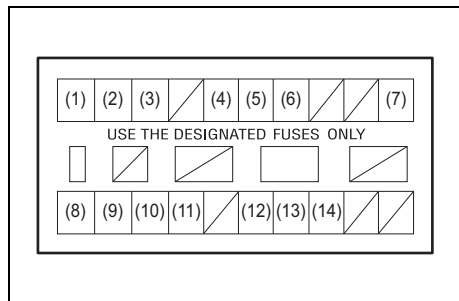 (1) (2) (3) (4) (5) (6) (7)
USE THE DESIGNATED FUSES ONLY
(8) (9) (10) (11) (12) (13) (14)